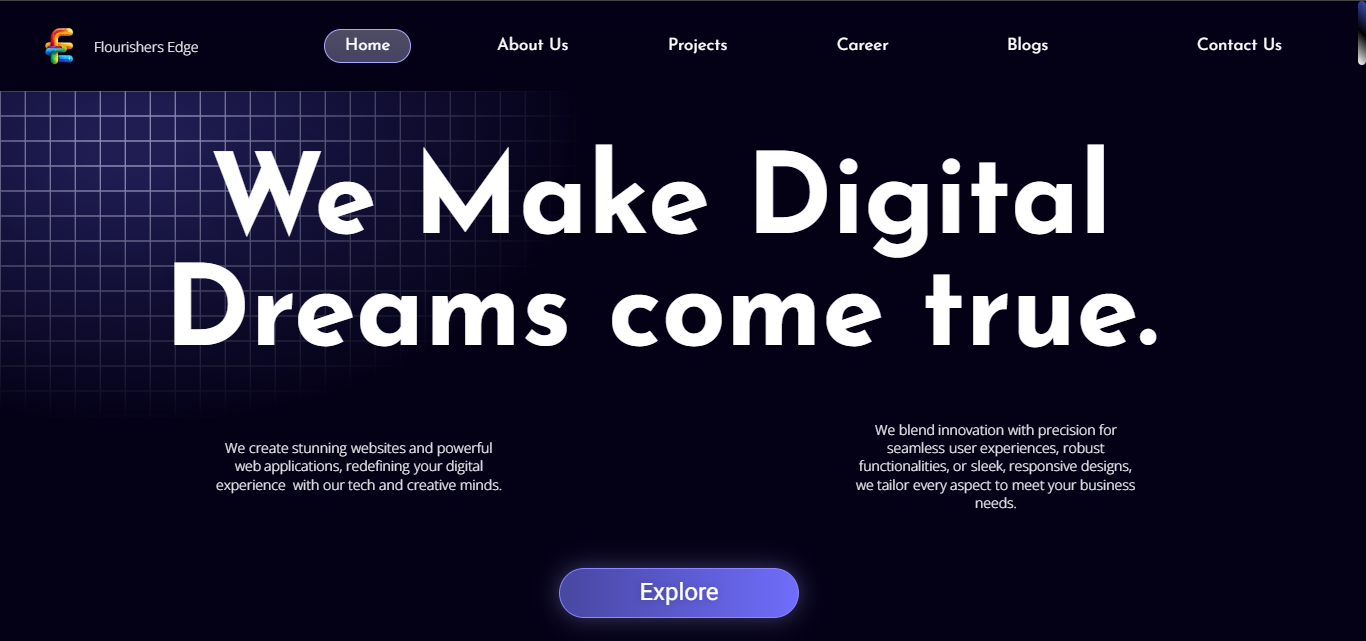 Flourishers Edge
Home
About Us
Projects
Career
Blogs
Contact Us
We Make Digital
Dreams come true.
We create stunning websites and powerful
web applications, redefining your digital
experience  with our tech and creative minds.
We blend innovation with precision for
seamless user experiences, robust
functionalities, or sleek, responsive designs,
we tailor every aspect to meet your business
needs.
Explore